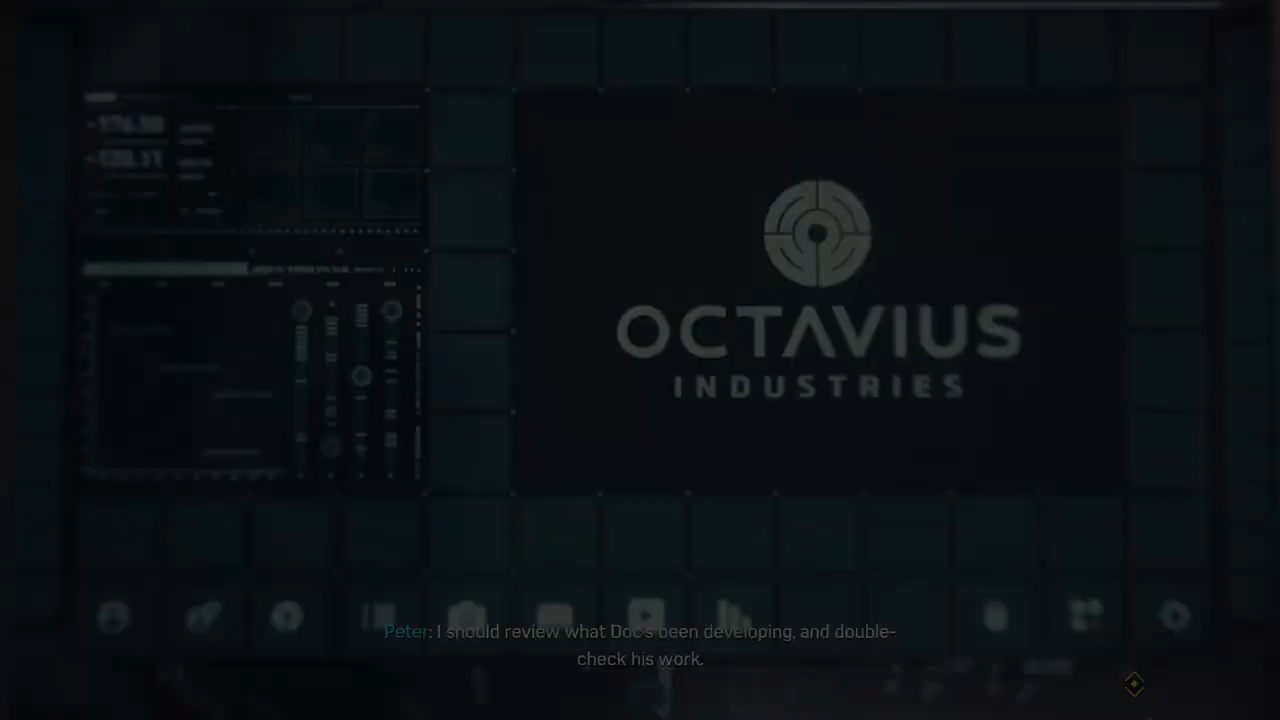 OCTAVIUS
INDUSTRIES
Peter: I should review what Doc's been developing, and double-
check his work.